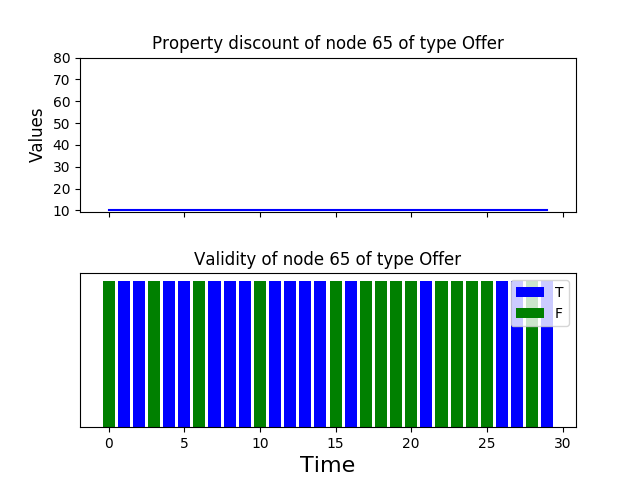 Property discount of node 65 of type Offer
80
70
60
50
40
30
20
10
Values
Validity of node 65 of type Offer
T
F
0 5 10 15 20 25 30
Time